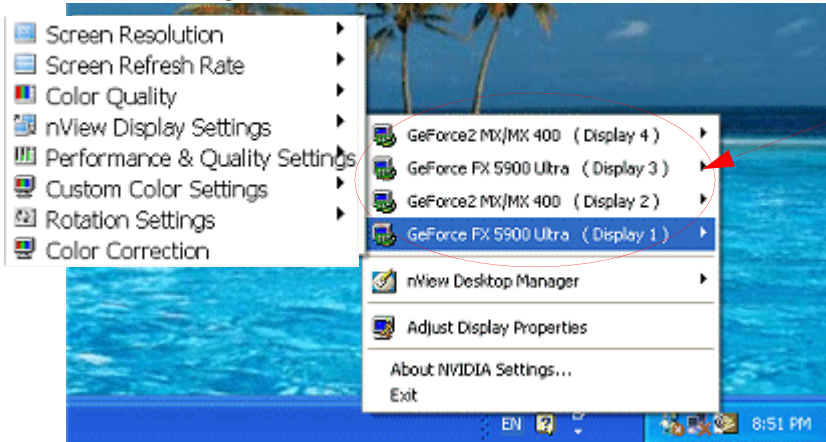 Screen Resolution
Screen Refresh Rate
Color Quality
nView Display Settings
Performance & Quality Settings
Custom Color Settings
Rotation Settings
Color Correction
GeForce2 MX/MX 400 ( Display 4 )
GeForce FX 5900 Ultra ( Display 3 )
GeForce2 MX/MX 400 ( Display 2 )
GeForce FX 5900 Ultra ( Display 1 )
nView Desktop Manager
Adjust Display Properties
About NVIDIA Settings...
Exit
EN
8:51 PM